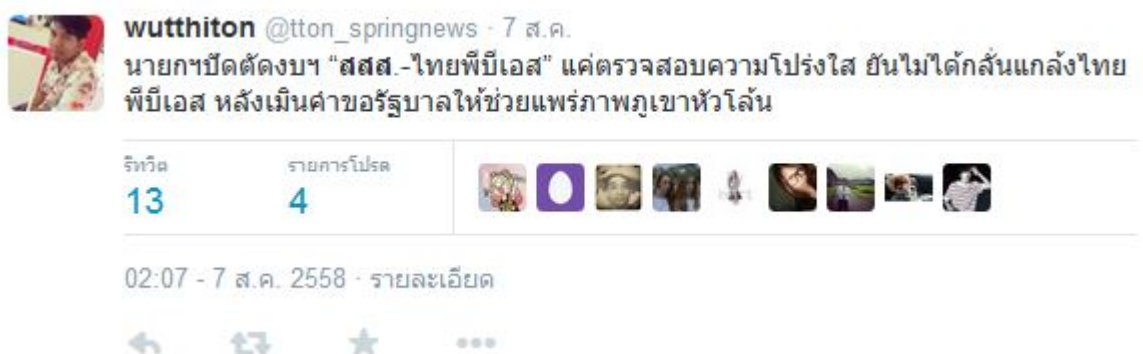 wutthiton @tton_springnews · 7 ส.ค.
นายกฯปัดตัดงบฯ “สสส.-ไทยพีบีเอส” แค่ตรวจสอบความโปร่งใส ยันไม่ได้กลั่นแกล้งไทย
พีบีเอส หลังเมินคำขอรัฐบาลให้ช่วยแพร่ภาพภูเขาหัวโล้น
รีทวีต รายการโปรด
13 4
02:07 - 7 ส.ค. 2558 · รายละเอียด